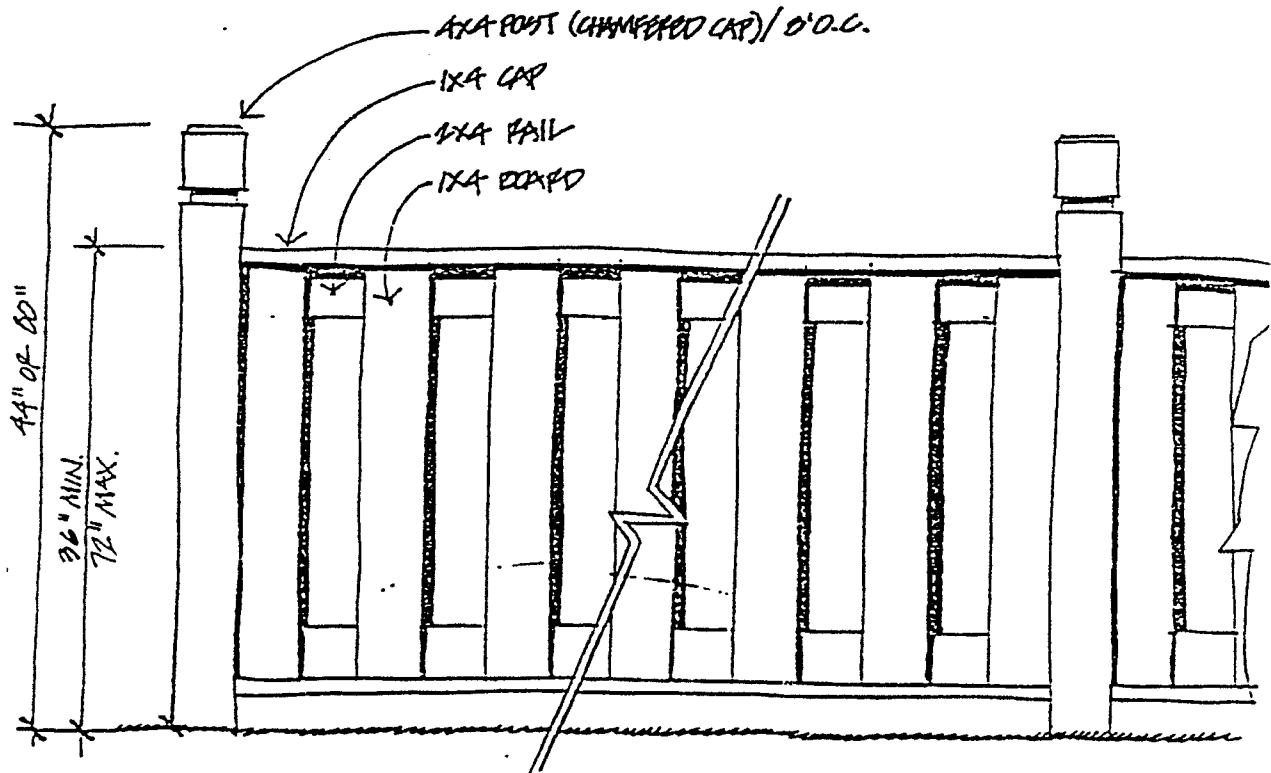 4X4 POST (CHAMFERED CAP)/ 8'O.C.
1X4 CAP
2X4 RAIL
1X4 BOARD
44" OR 80"
36" MIN.
72" MAX.